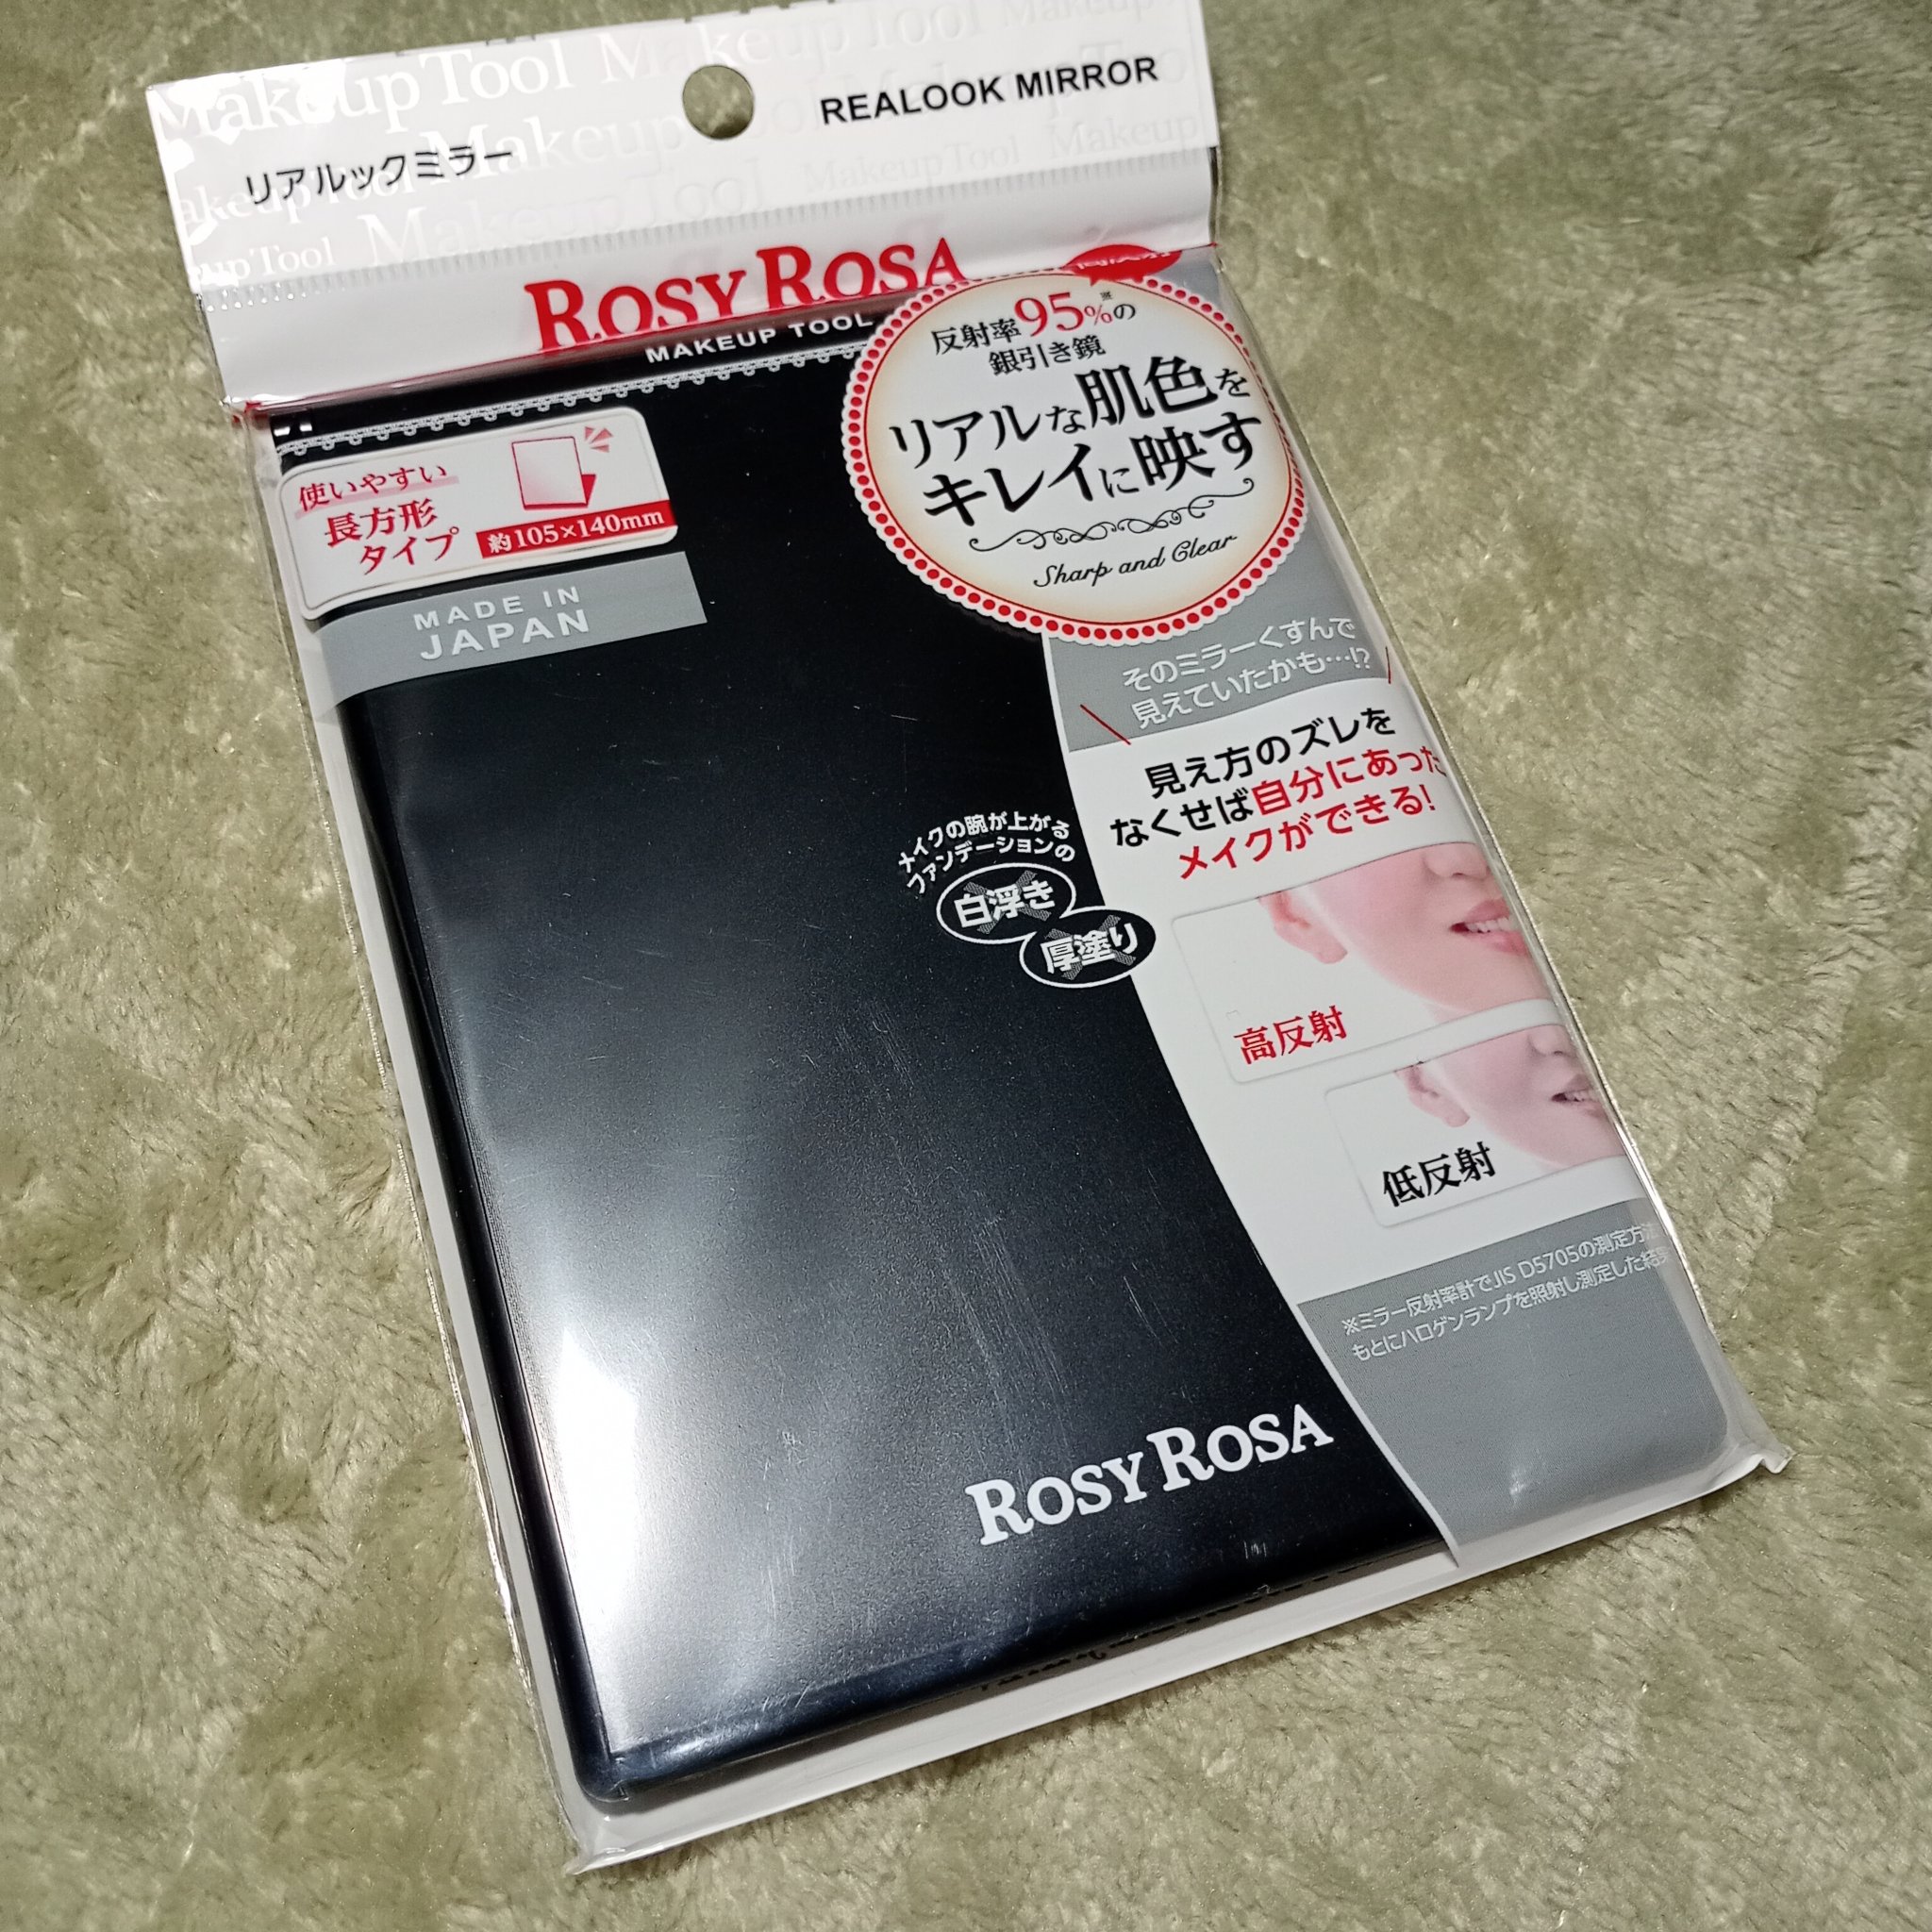 Makeup Tool Makeup Tool Makeup
リアルックミラー
REALOOK MIRROR
Makeup Tool
Makeup Tool
ROSY ROSA
MAKEUP TOOL
反射率95%※の
銀引き鏡
リアルな肌色を
キレイに映す
Sharp and Clear
使いやすい
長方形
タイプ
約105×140mm
MADE IN
JAPAN
そのミラーくすんで
見えていたかも…!?
見え方のズレを
なくせば自分にあった
メイクができる!
メイクの腕が上がる
ファンデーションの
白浮き
厚塗り
高反射
低反射
※ミラー反射率計でJIS D5705の測定方
もとにハロゲンランプを照射し測定した結果
ROSY ROSA